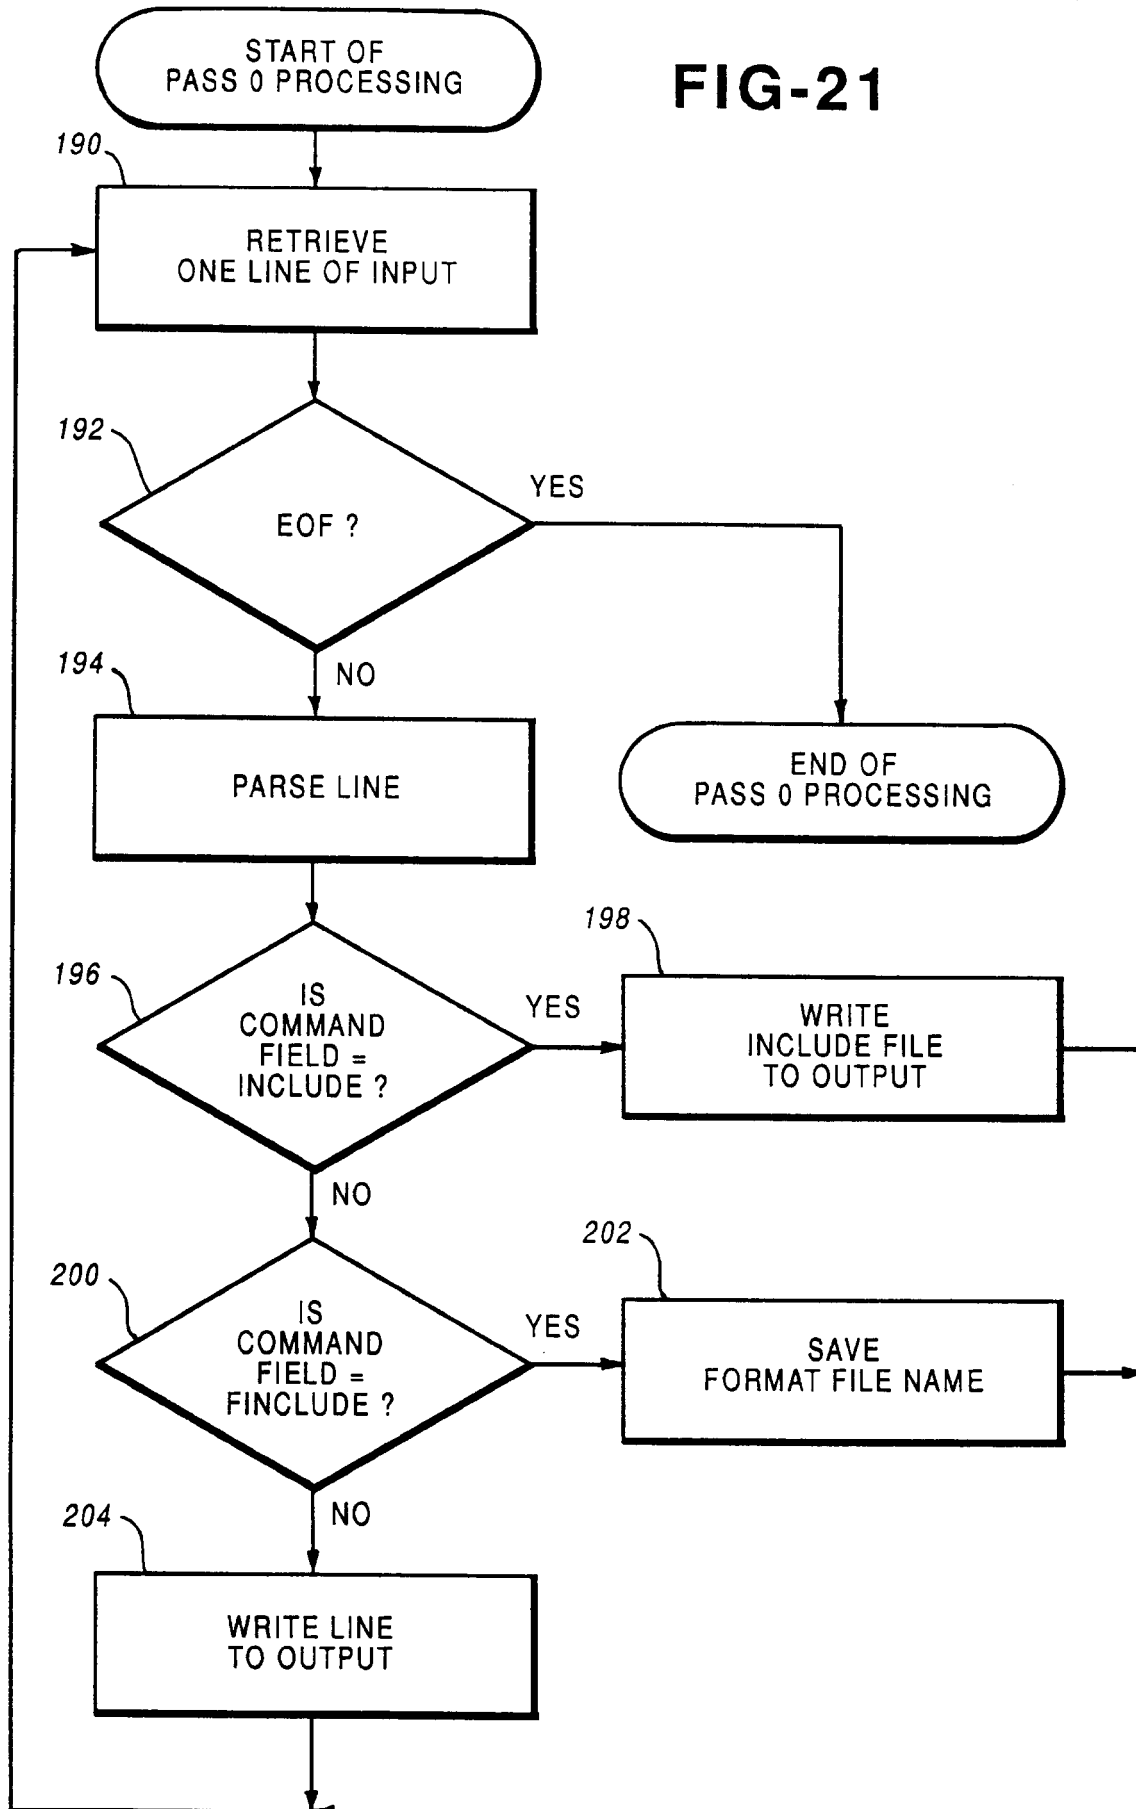 START OF
PASS 0 PROCESSING
FIG-21
190
RETRIEVE
ONE LINE OF INPUT
192
EOF ?
YES
NO
194
PARSE LINE
END OF
PASS 0 PROCESSING
196
IS
COMMAND
FIELD =
INCLUDE ?
YES
198
WRITE
INCLUDE FILE
TO OUTPUT
NO
200
IS
COMMAND
FIELD =
FINCLUDE ?
YES
202
SAVE
FORMAT FILE NAME
NO
204
WRITE LINE
TO OUTPUT